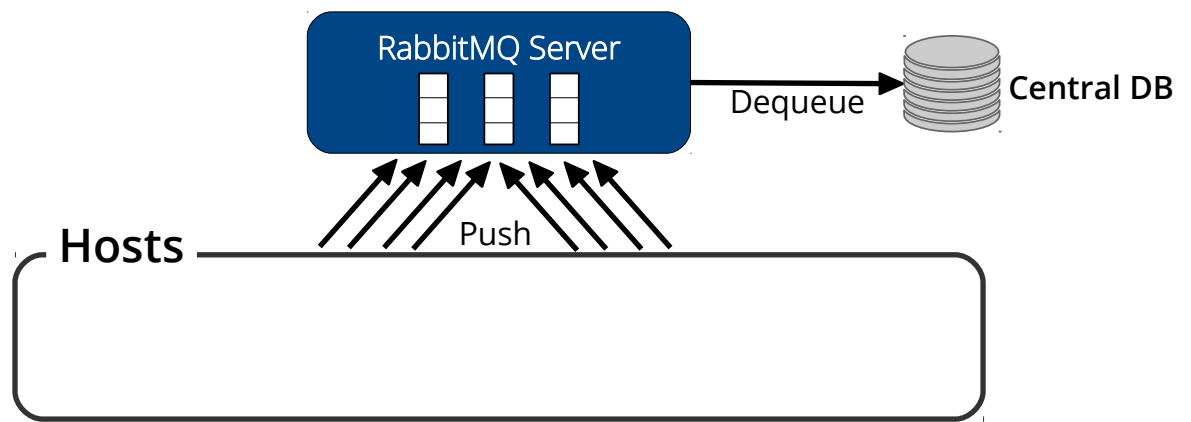 RabbitMQ Server
Dequeue
Central DB
Push
Hosts